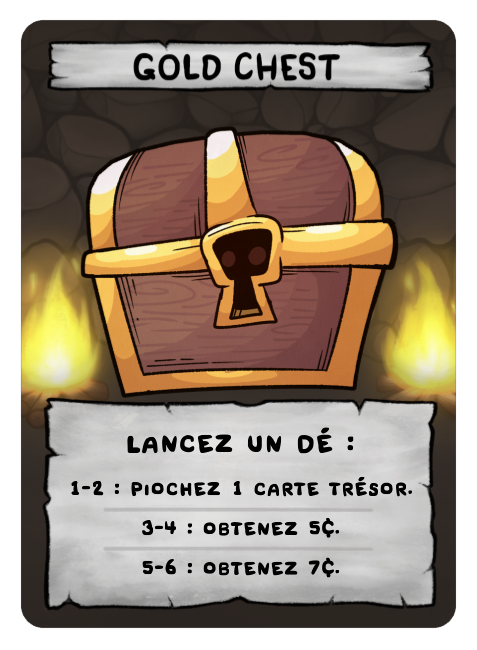 GOLD CHEST
LANCEZ UN DÉ :
1-2 : PIOCHEZ 1 CARTE TRÉSOR.
3-4 : OBTENEZ 5¢.
5-6 : OBTENEZ 7¢.